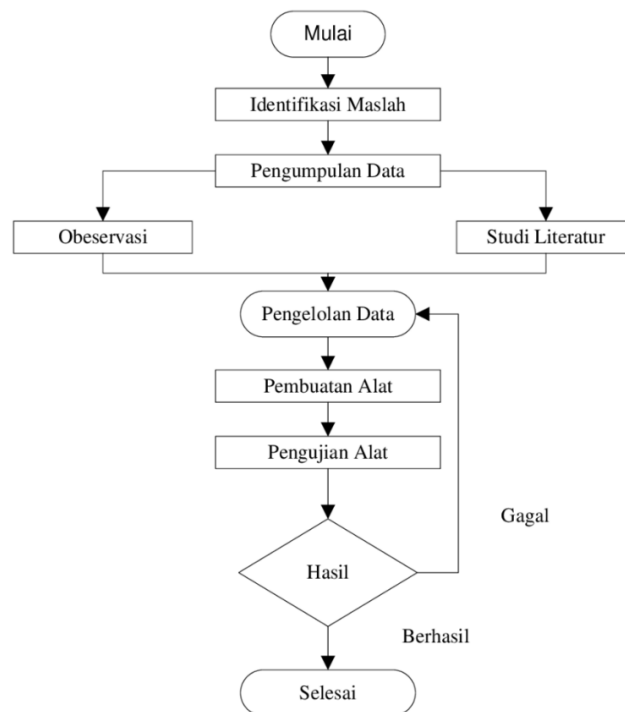 Mulai
Identifikasi Maslah
Pengumpulan Data
Obeservasi
Studi Literatur
Pengelolan Data
Pembuatan Alat
Pengujian Alat
Gagal
Hasil
Berhasil
Selesai